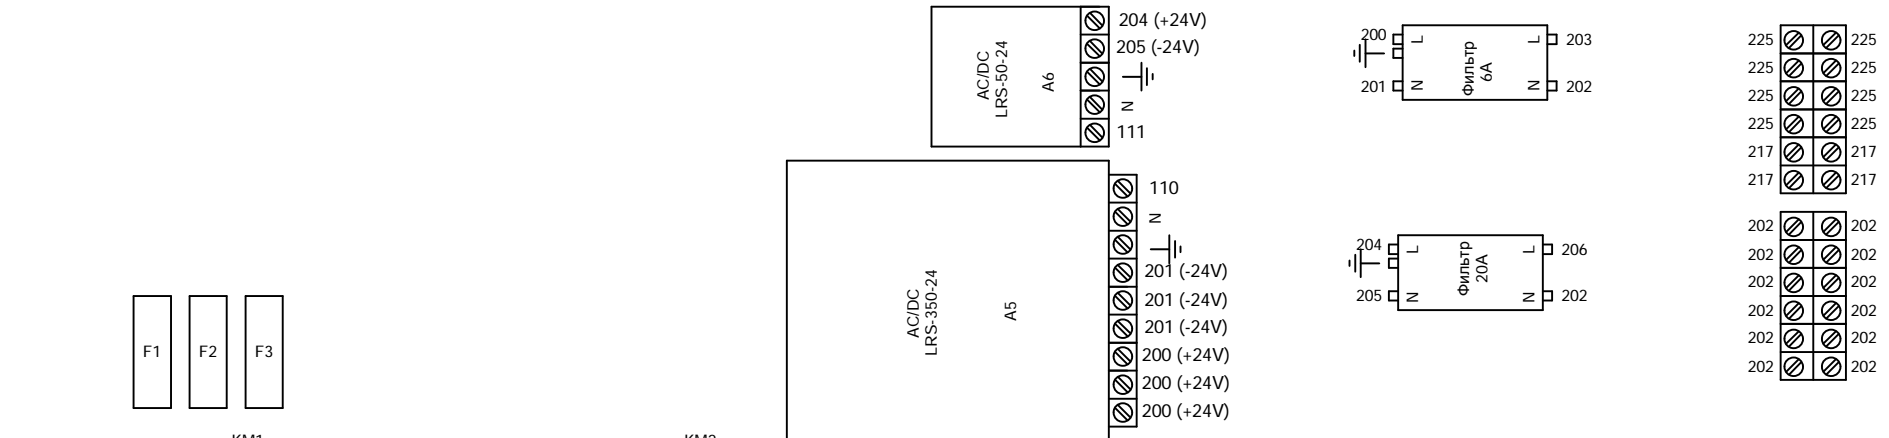 204 (+24V)
205 (-24V)
N
111
AC/DC
LRS-50-24
A6
110
N
201 (-24V)
201 (-24V)
201 (-24V)
200 (+24V)
200 (+24V)
200 (+24V)
AC/DC
LRS-350-24
A5
F1 F2 F3
200 L L 203
Фильтр
6A
201 N N 202
204 L L 206
Фильтр
20A
205 N N 202
225 225
225 225
225 225
225 225
217 217
217 217
202 202
202 202
202 202
202 202
202 202
202 202